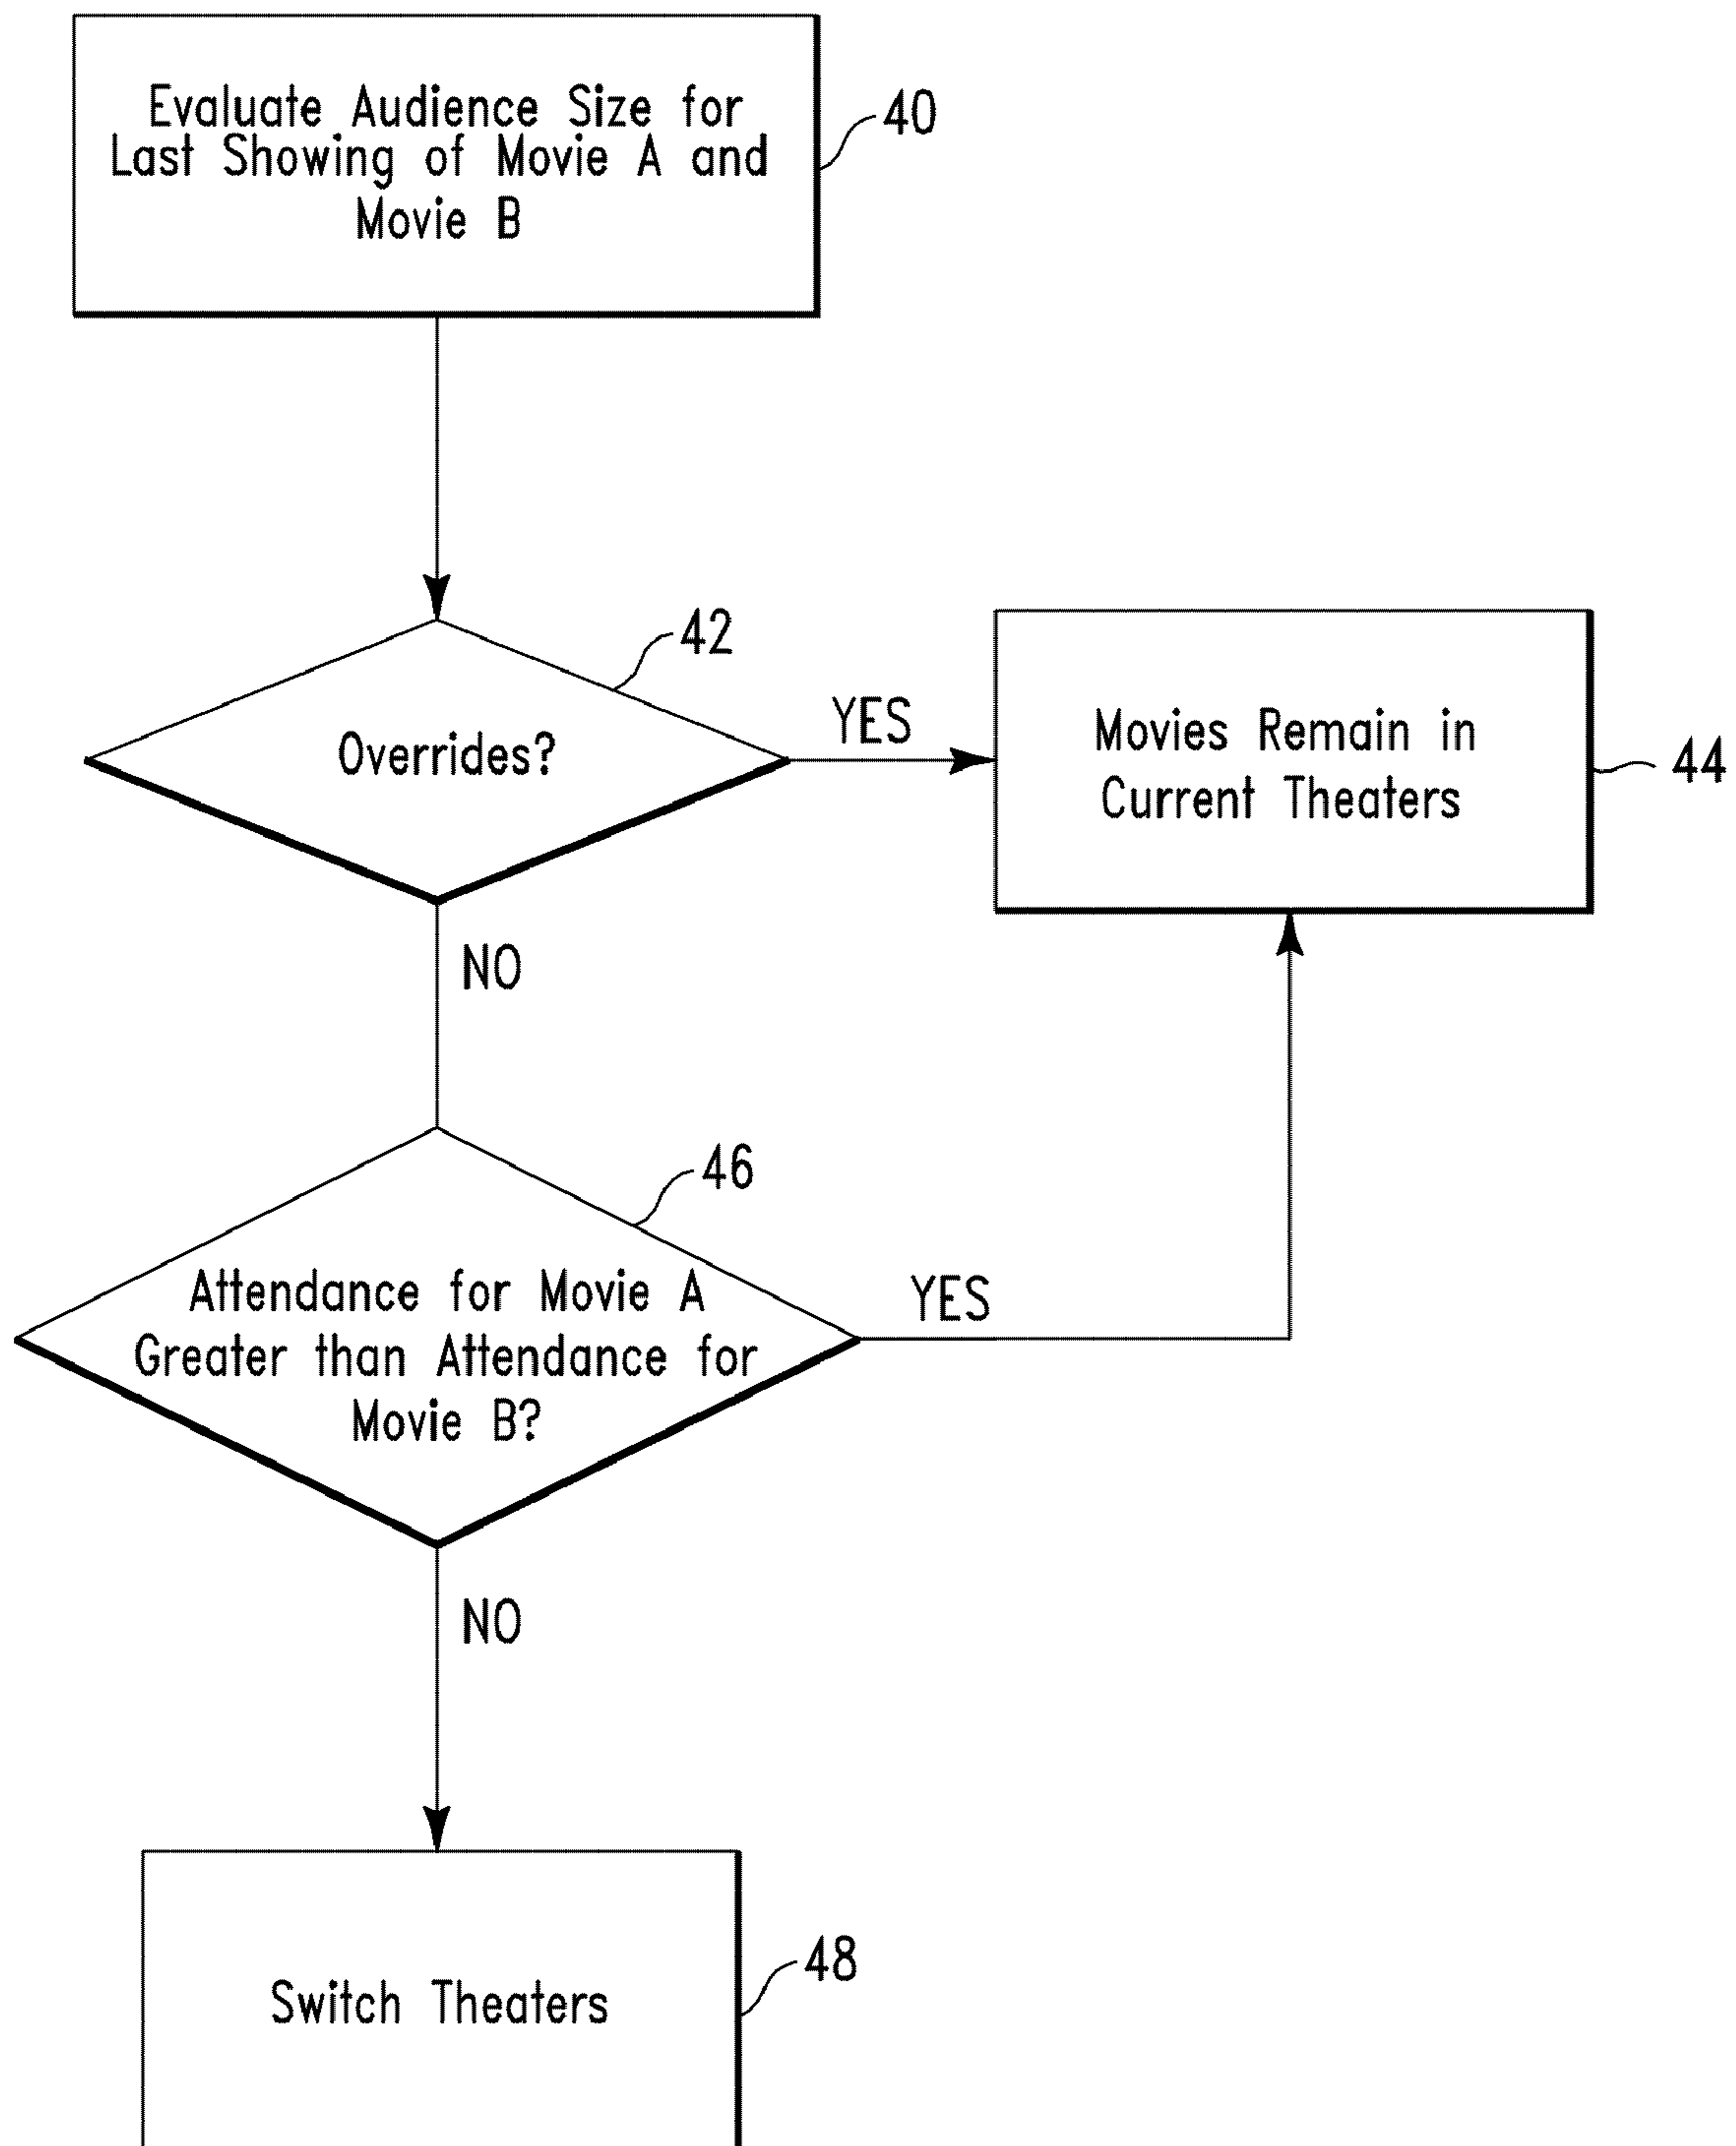 Evaluate Audience Size for
Last Showing of Movie A and
Movie B
40
42
Overrides?
YES
Movies Remain in
Current Theaters
44
NO
46
Attendance for Movie A
Greater than Attendance for
Movie B?
YES
NO
48
Switch Theaters